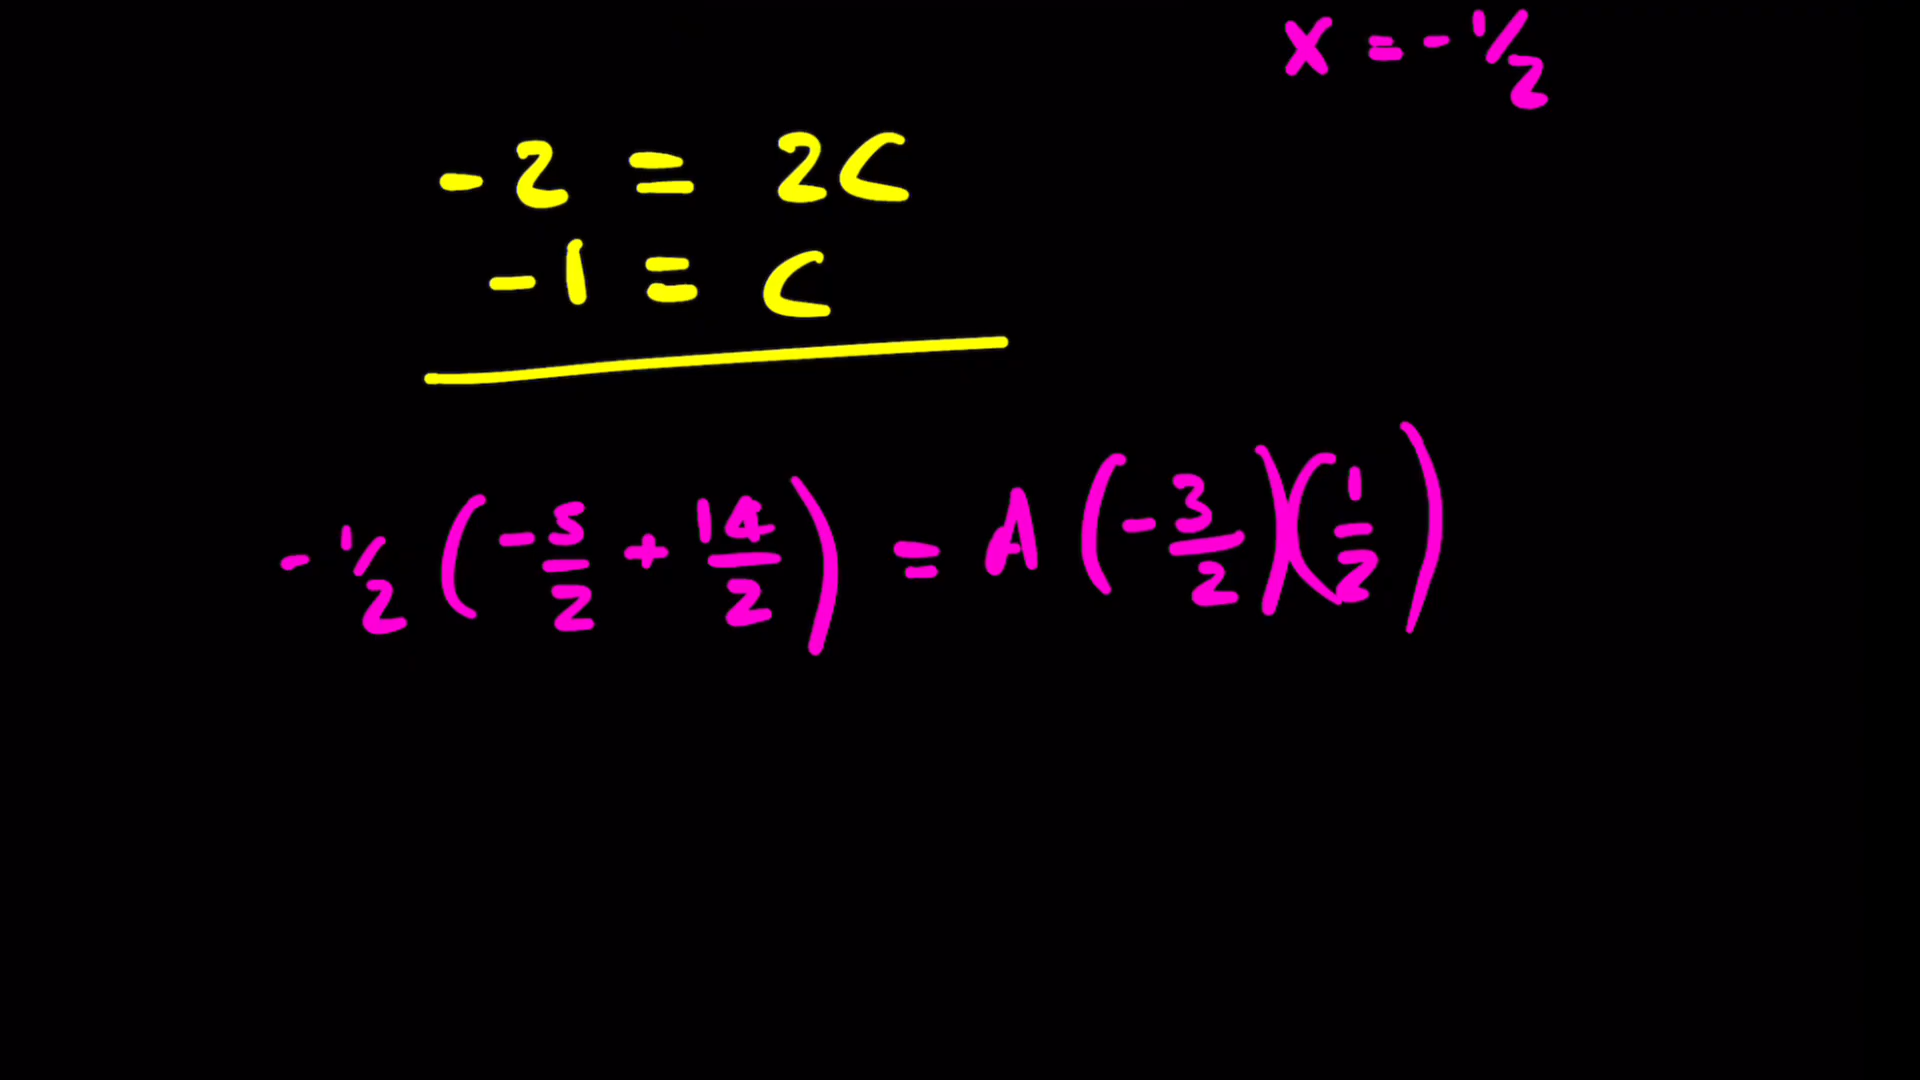 x = -1/2
-2 = 2C
-1 = C
-1/2 (-5/2 + 14/2) = A (-3/2)(1/2)